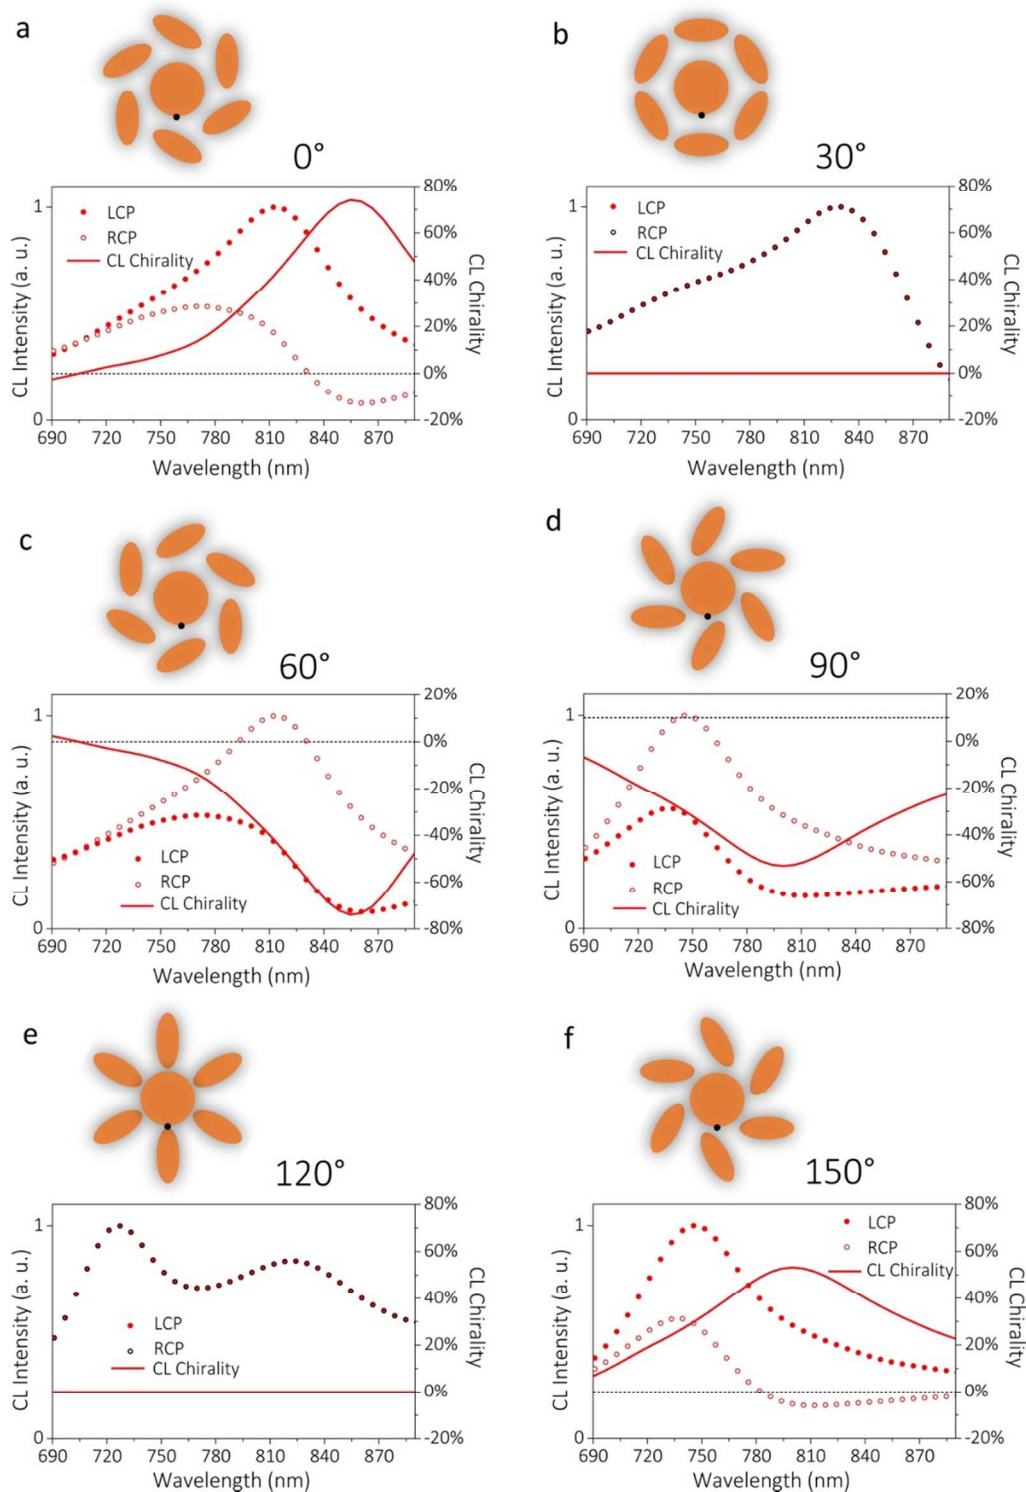 a
0°
80%
60%
40%
20%
0%
-20%
1
0
CL Intensity (a. u.)
LCP
RCP
CL Chirality
CL Chirality
690 720 750 780 810 840 870
Wavelength (nm)
b
30°
80%
60%
40%
20%
0%
-20%
1
0
CL Intensity (a. u.)
LCP
RCP
CL Chirality
CL Chirality
690 720 750 780 810 840 870
Wavelength (nm)
c
60°
20%
0%
-20%
-40%
-60%
-80%
1
0
CL Intensity (a. u.)
LCP
RCP
CL Chirality
CL Chirality
690 720 750 780 810 840 870
Wavelength (nm)
d
90°
20%
0%
-20%
-40%
-60%
-80%
1
0
CL Intensity (a. u.)
LCP
RCP
CL Chirality
CL Chirality
690 720 750 780 810 840 870
Wavelength (nm)
e
120°
80%
60%
40%
20%
0%
-20%
1
0
CL Intensity (a. u.)
LCP
RCP
CL Chirality
CL Chirality
690 720 750 780 810 840 870
Wavelength (nm)
f
150°
80%
60%
40%
20%
0%
-20%
1
0
CL Intensity (a. u.)
LCP
RCP
CL Chirality
CL Chirality
690 720 750 780 810 840 870
Wavelength (nm)